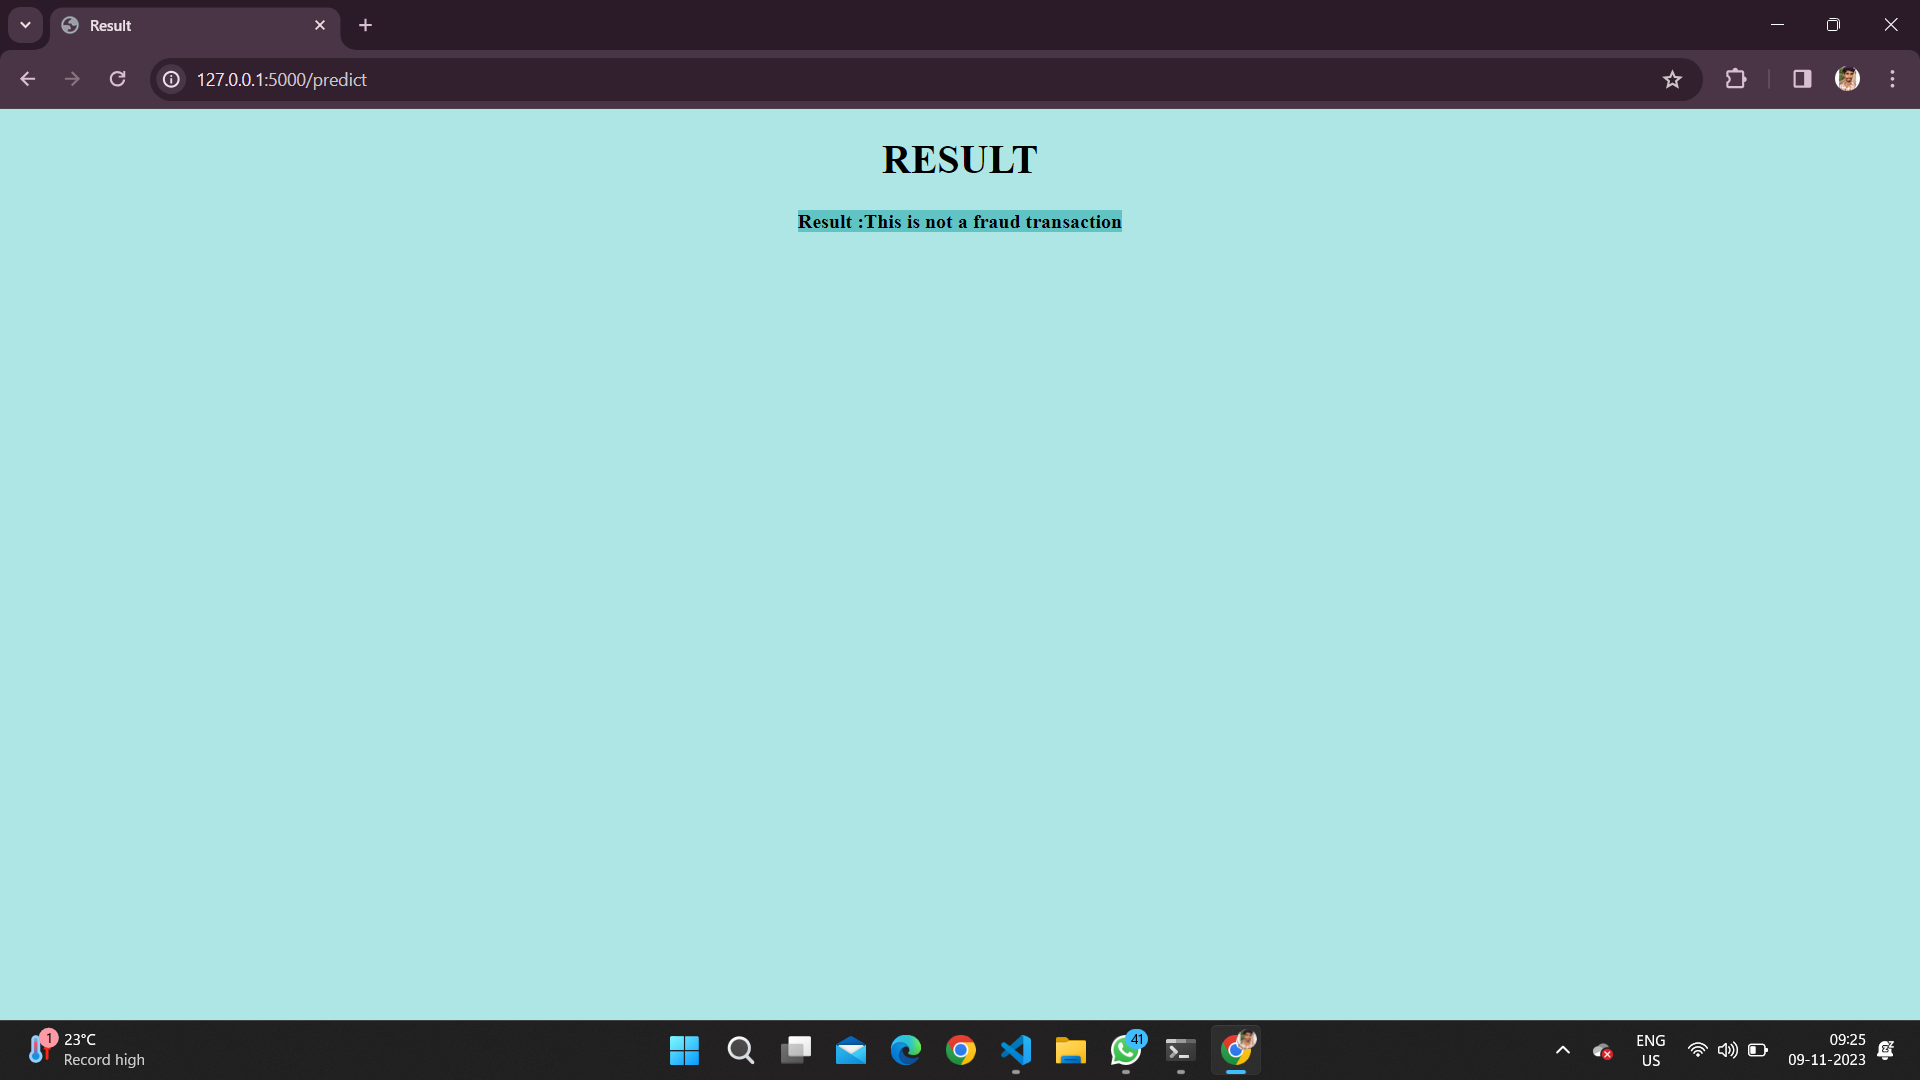 Result
127.0.0.1:5000/predict
RESULT
Result :This is not a fraud transaction
1
23°C
Record high
41
ENG
US
09:25
09-11-2023